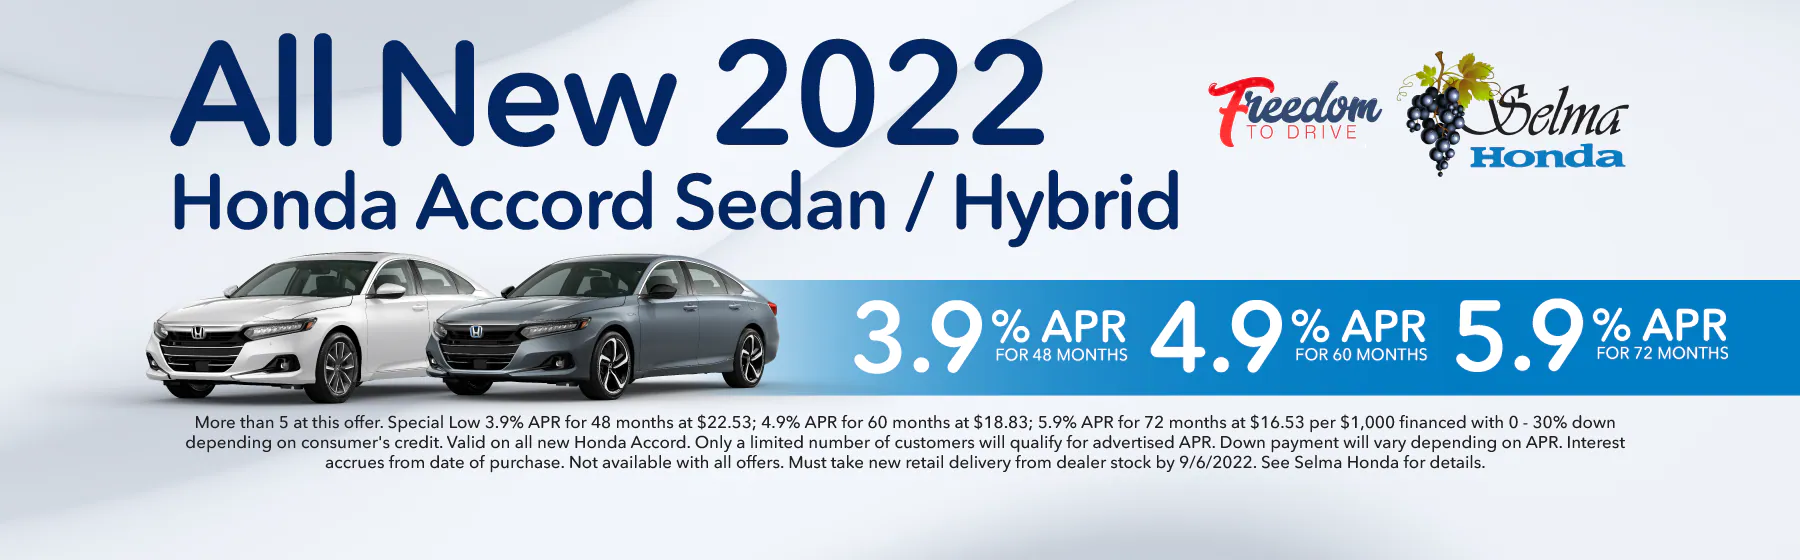 All New 2022
Honda Accord Sedan / Hybrid
Freedom
TO DRIVE
Selma
Honda
3.9% APR
FOR 48 MONTHS
4.9% APR
FOR 60 MONTHS
5.9% APR
FOR 72 MONTHS
More than 5 at this offer. Special Low 3.9% APR for 48 months at $22.53; 4.9% APR for 60 months at $18.83; 5.9% APR for 72 months at $16.53 per $1,000 financed with 0 - 30% down
depending on consumer's credit. Valid on all new Honda Accord. Only a limited number of customers will qualify for advertised APR. Down payment will vary depending on APR. Interest
accrues from date of purchase. Not available with all offers. Must take new retail delivery from dealer stock by 9/6/2022. See Selma Honda for details.